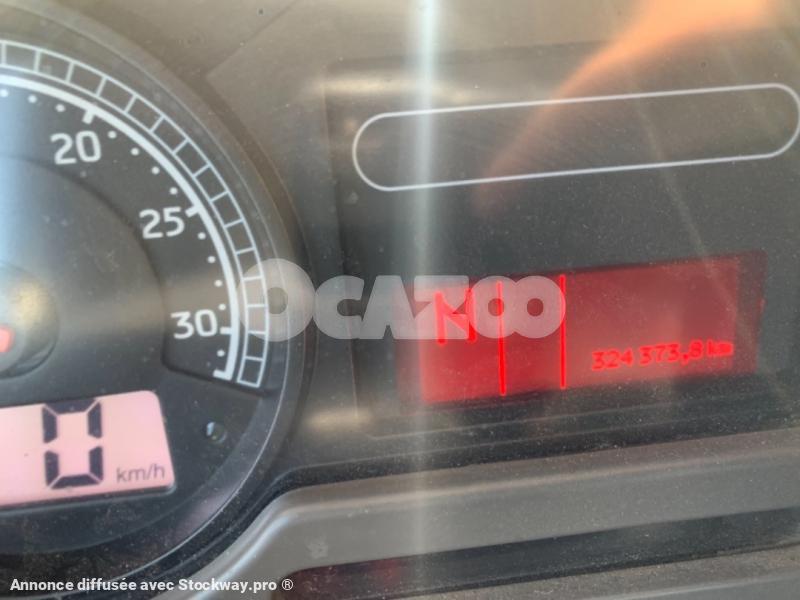 20
25
30
OCAZOO
N
324 373,8 km
0 km/h
Annonce diffusée avec Stockway.pro ®